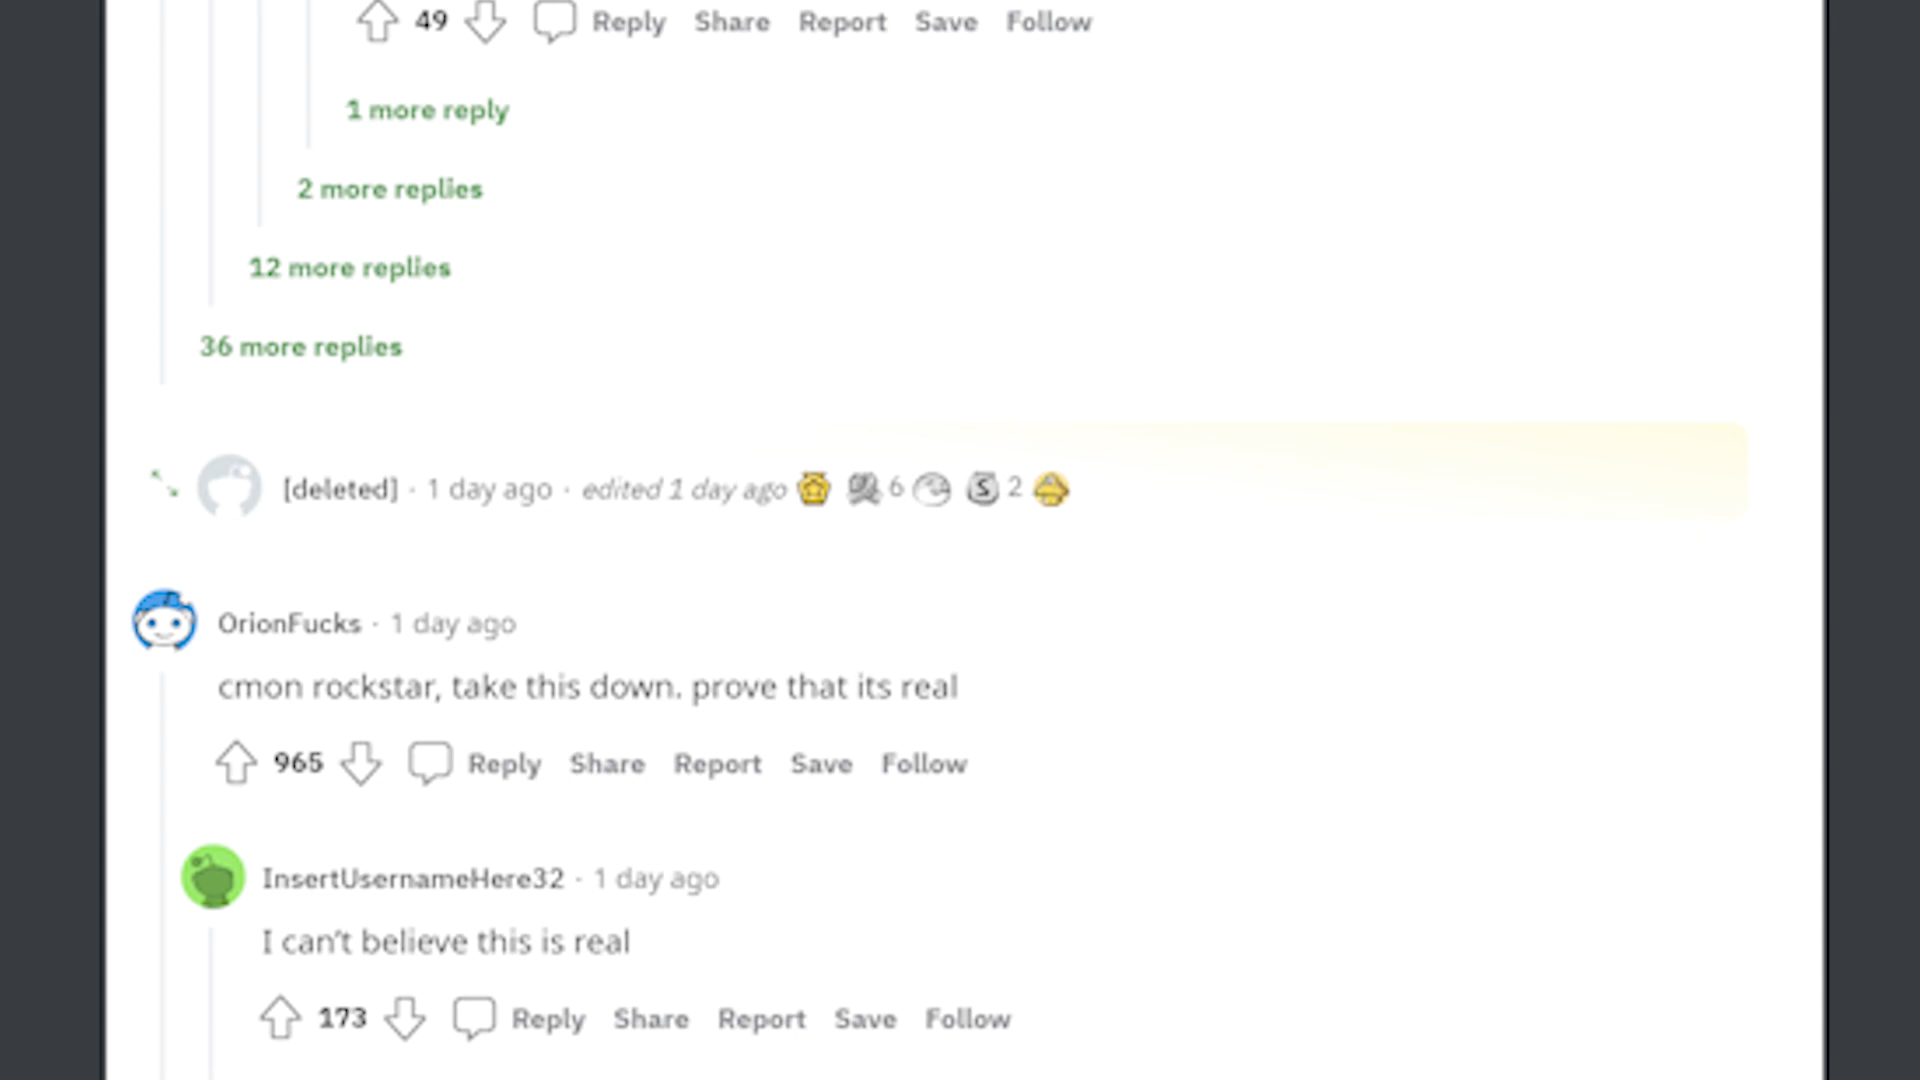 49 Reply Share Report Save Follow
1 more reply
2 more replies
12 more replies
36 more replies
[deleted] · 1 day ago · edited 1 day ago 6 S 2
OrionFucks · 1 day ago
cmon rockstar, take this down. prove that its real
965 Reply Share Report Save Follow
InsertUsernameHere32 · 1 day ago
I can't believe this is real
173 Reply Share Report Save Follow